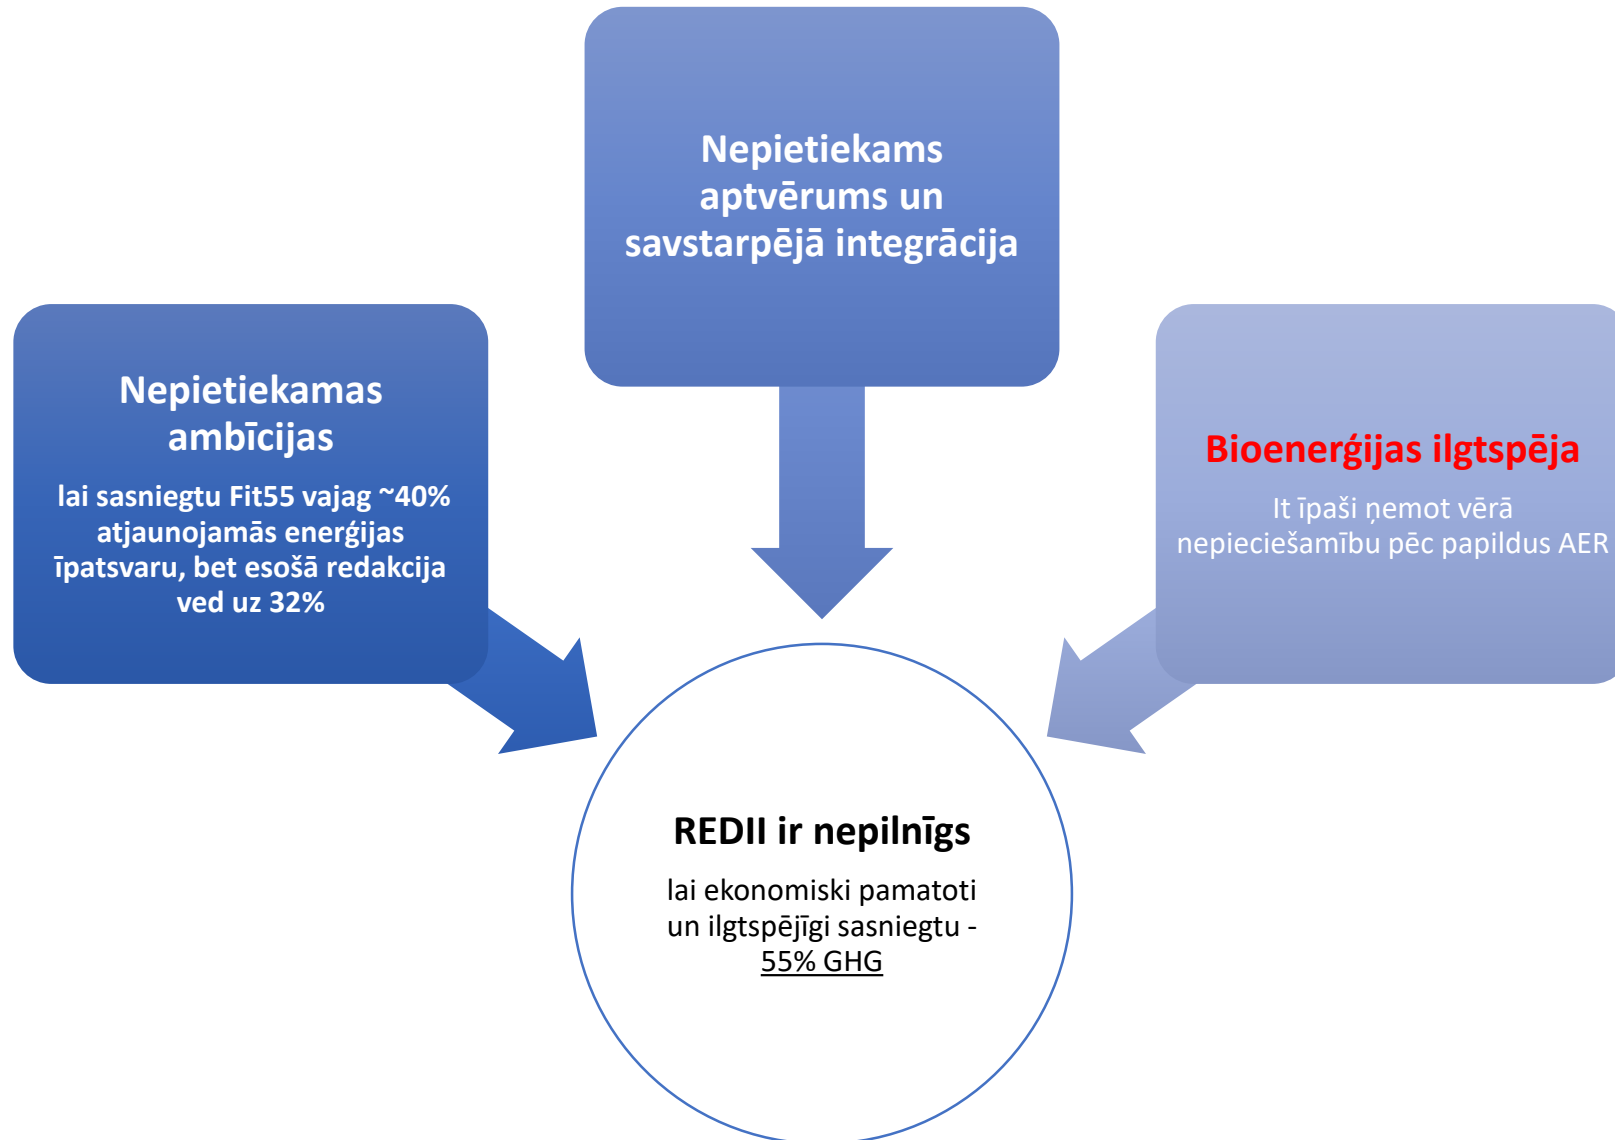 Nepietiekams
aptvērums un
savstarpējā integrācija
Nepietiekamas
ambīcijas
lai sasniegtu Fit55 vajag ~40%
atjaunojamās enerģijas
īpatsvaru, bet esošā redakcija
ved uz 32%
Bioenerģijas ilgtspēja
It īpaši ņemot vērā
nepieciešamību pēc papildus AER
REDII ir nepilnīgs
lai ekonomiski pamatoti
un ilgtspējīgi sasniegtu -
55% GHG